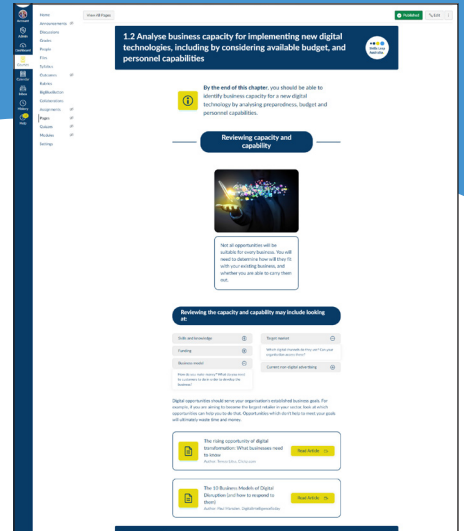 Account
Admin
Dashboard
Courses
Calendar
Inbox
History
Help
Home
Announcements
Discussions
Grades
People
Files
Syllabus
Outcomes
Rubrics
BigBlueButton
Collaborations
Assignments
Pages
Quizzes
Modules
Settings
View All Pages
Published
Edit
1.2 Analyse business capacity for implementing new digital
technologies, including by considering available budget, and
personnel capabilities
By the end of this chapter, you should be able to
identify business capacity for a new digital
technology by analysing preparedness, budget and
personnel capabilities.
Reviewing capacity and
capability
Not all opportunities will be
suitable for every business. You will
need to determine how will they fit
with your existing business, and
whether you are able to carry them
out.
Reviewing the capacity and capability may include looking
at:
Skills and knowledge
Funding
Business model
Target market
Current non-digital advertising
Digital opportunities should serve your organisation's established business goals. For
example, if you are aiming to become the largest retailer in your sector, look at which
opportunities can help you to do that. Opportunities which don't help to meet your goals
will ultimately waste time and money.
The rising opportunity of digital
transformation: What businesses need
to know
Read Article
The 10 Business Models of Digital
Disruption (and how to respond to
them)
Read Article